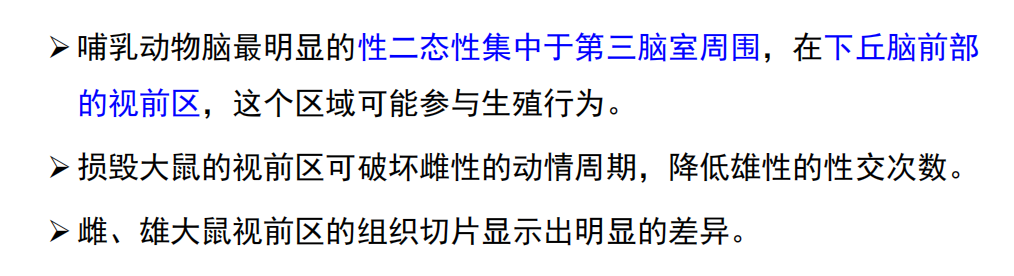 ➢ 哺乳动物脑最明显的性二态性集中于第三脑室周围，在下丘脑前部
的视前区，这个区域可能参与生殖行为。
➢ 损毁大鼠的视前区可破坏雌性的动情周期，降低雄性的性交次数。
➢ 雌、雄大鼠视前区的组织切片显示出明显的差异。